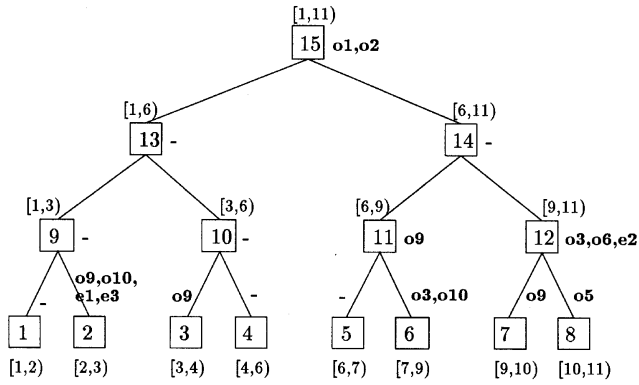 [1,11)
15 o1,o2
[1,6) [6,11)
13 - 14 -
[1,3) [3,6) [6,9) [9,11)
9 - 10 - 11 o9 12 o3,o6,e2
- o9,o10, o9 - - o3,o10 o9 o5
e1,e3
1 2 3 4 5 6 7 8
[1,2) [2,3) [3,4) [4,6) [6,7) [7,9) [9,10) [10,11)